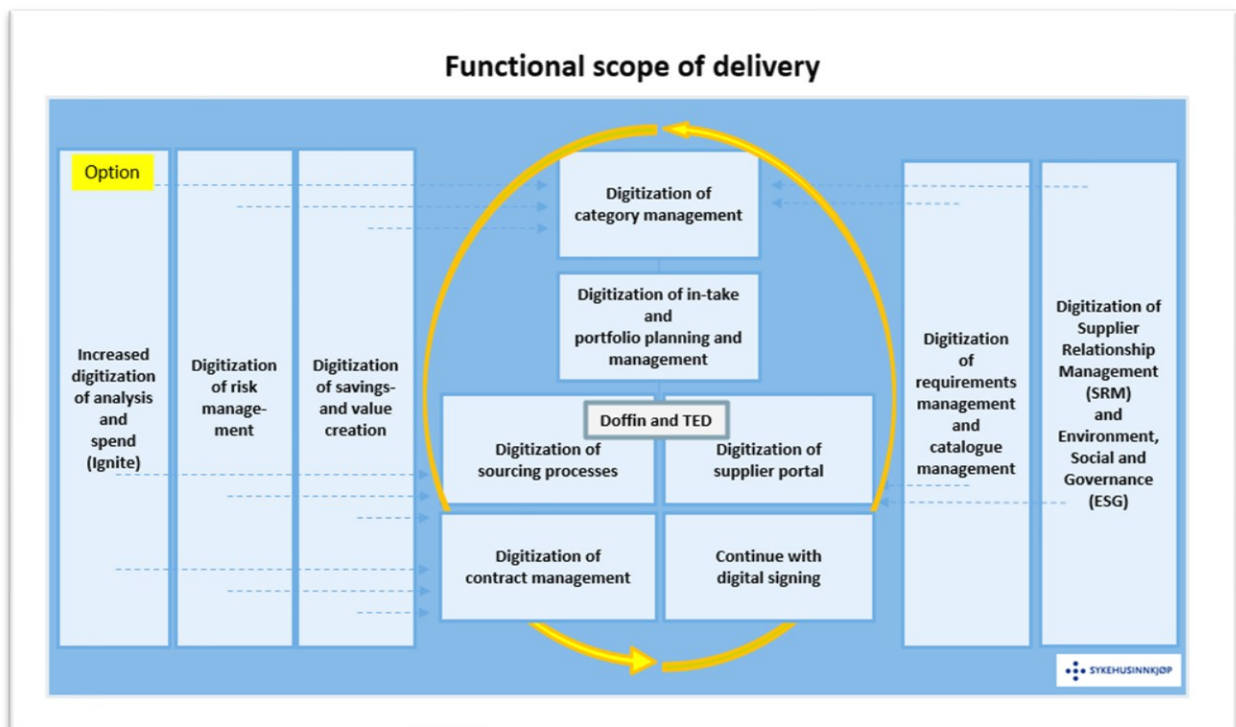 Functional scope of delivery
Option
Increased
digitization
of analysis
and
spend
(Ignite)
Digitization
of risk
manage-
ment
Digitization
of savings-
and value
creation
Digitization of
category management
Digitization of in-take
and
portfolio planning and
management
Doffin and TED
Digitization of
sourcing processes
Digitization of
supplier portal
Digitization of
contract management
Continue with
digital signing
Digitization
of
requirements
management
and
catalogue
management
Digitization of
Supplier
Relationship
Management
(SRM)
and
Environment,
Social and
Governance
(ESG)
SYKEHUSINNKJØP